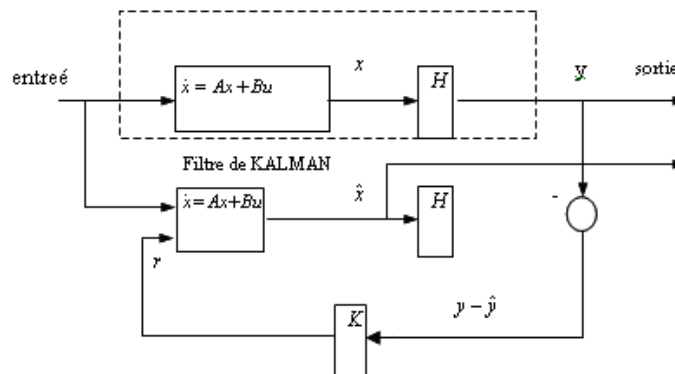 x
y
sortie
entreé
ẋ = Ax+Bu
H
Filtre de KALMAN
x̂
ẋ=Ax+Bu
H
-
r
y − ŷ
K